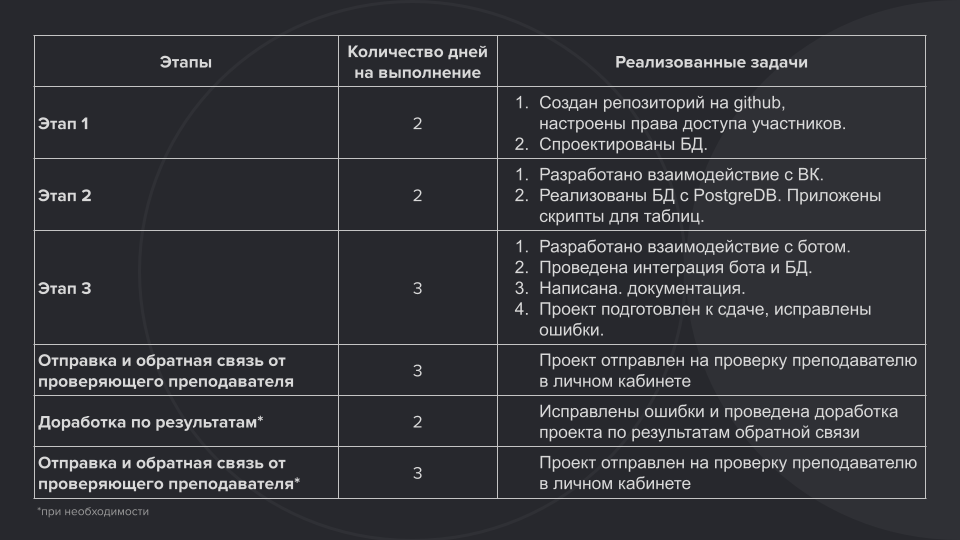 Этапы
Количество дней
на выполнение
Реализованные задачи
Этап 1
2
1. Создан репозиторий на github,
настроены права доступа участников.
2. Спроектированы БД.
Этап 2
2
1. Разработано взаимодействие с ВК.
2. Реализованы БД с PostgreDB. Приложены
скрипты для таблиц.
Этап 3
3
1. Разработано взаимодействие с ботом.
2. Проведена интеграция бота и БД.
3. Написана. документация.
4. Проект подготовлен к сдаче, исправлены
ошибки.
Отправка и обратная связь от
проверяющего преподавателя
3
Проект отправлен на проверку преподавателю
в личном кабинете
Доработка по результатам*
2
Исправлены ошибки и проведена доработка
проекта по результатам обратной связи
Отправка и обратная связь от
проверяющего преподавателя*
3
Проект отправлен на проверку преподавателю
в личном кабинете
*при необходимости